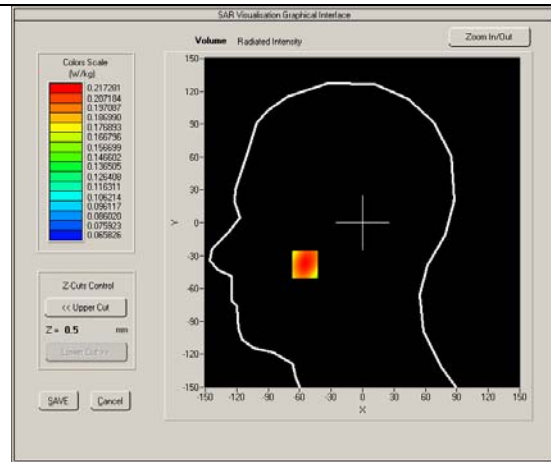 SAR Visualisation Graphical Interface
Volume Radiated Intensity
Zoom In/Out
Colors Scale
(W/kg)
0.217281
0.207184
0.197087
0.186990
0.176893
0.166796
0.156699
0.146602
0.136505
0.126408
0.116311
0.106214
0.096117
0.086020
0.075923
0.065826
Z-Cuts Control
<< Upper Cut
Z = 0.5 mm
Lower Cut >>
SAVE Cancel
150
120
90
60
30
Y 0
-30
-60
-90
-120
-150
-150 -120 -90 -60 -30 0 30 60 90 120 150
X